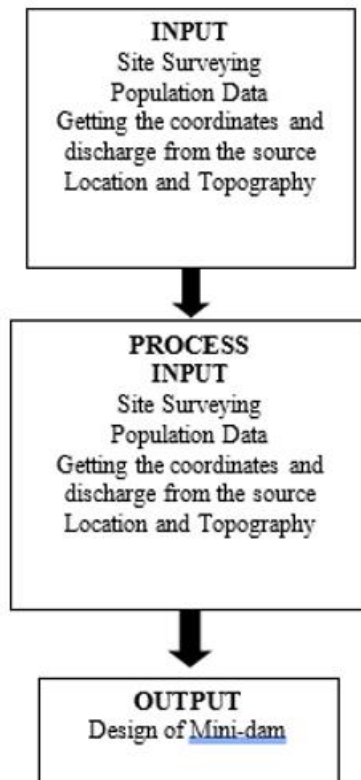 INPUT
Site Surveying
Population Data
Getting the coordinates and
discharge from the source
Location and Topography
PROCESS
INPUT
Site Surveying
Population Data
Getting the coordinates and
discharge from the source
Location and Topography
OUTPUT
Design of Mini-dam